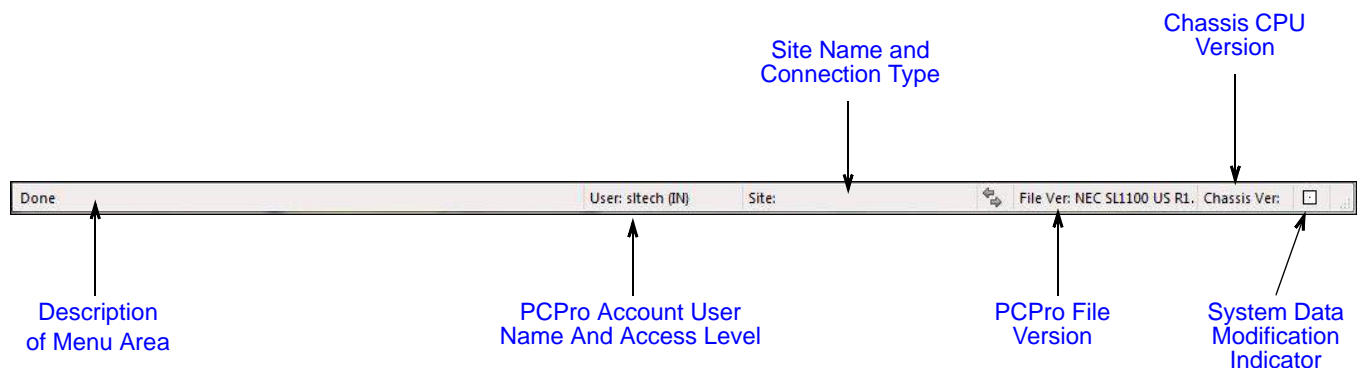 Chassis CPU
Version
Site Name and
Connection Type
Done
User: sltech (IN)
Site:
File Ver: NEC SL1100 US R1.
Chassis Ver:
Description
of Menu Area
PCPro Account User
Name And Access Level
PCPro File
Version
System Data
Modification
Indicator